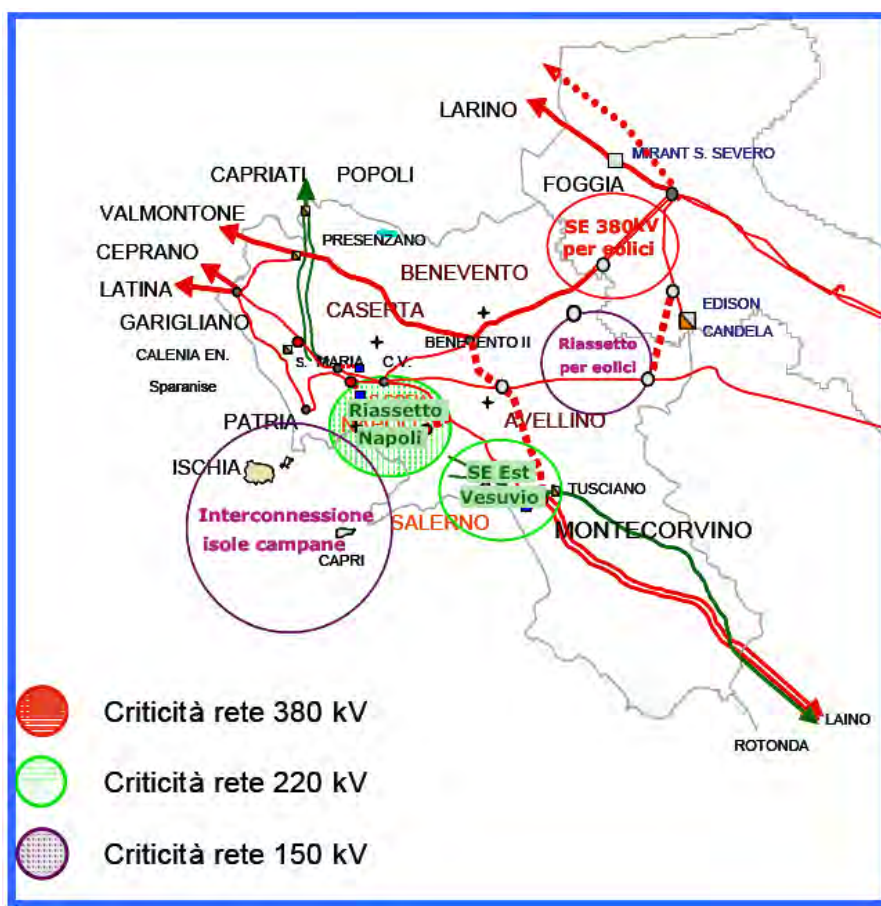 LARINO
MIRANT S. SEVERO
CAPRIATI
POPOLI
FOGGIA
VALMONTONE
SE 380kV
per eolici
PRESENZANO
CEPRANO
BENEVENTO
LATINA
CASERTA
EDISON
CANDELA
GARIGLIANO
BENEVENTO II
CALENIA EN.
S. MARIA C.V.
Riassetto
per eolici
Sparanise
PATRIA
Riassetto
Napoli
AVELLINO
ISCHIA
SE Est
Vesuvio
TUSCIANO
Interconnessione
isole campane
SALERNO
MONTECORVINO
CAPRI
LAINO
ROTONDA
Criticità rete 380 kV
Criticità rete 220 kV
Criticità rete 150 kV